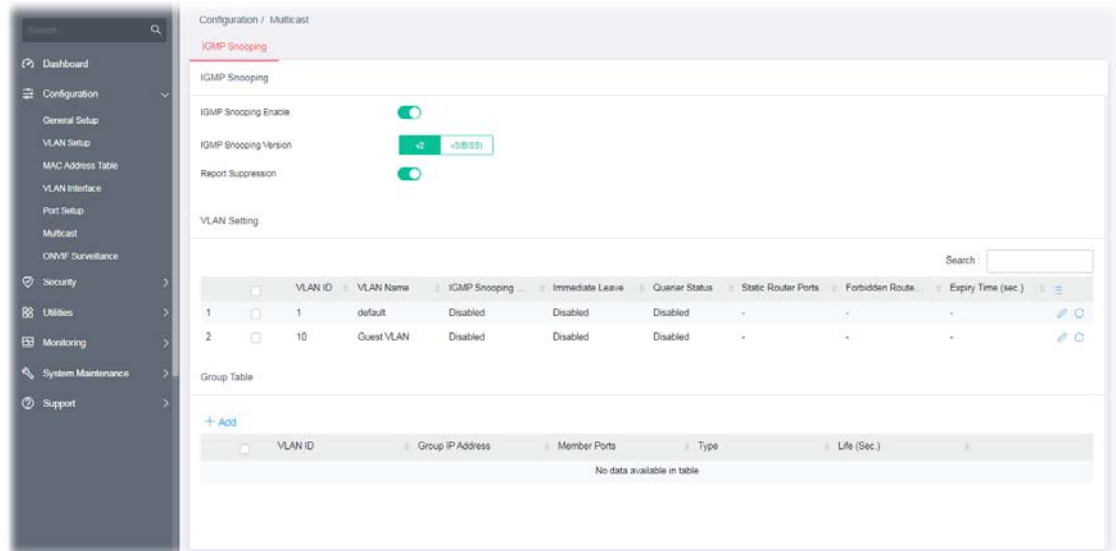 Search...
Dashboard
Configuration
General Setup
VLAN Setup
MAC Address Table
VLAN Interface
Port Setup
Multicast
ONVIF Surveillance
Security
Utilities
Monitoring
System Maintenance
Support
Configuration / Multicast
IGMP Snooping
IGMP Snooping
IGMP Snooping Enable
IGMP Snooping Version v2 v3(BISS)
Report Suppression
VLAN Setting
Search :
VLAN ID VLAN Name IGMP Snooping ... Immediate Leave Querier Status Static Router Ports Forbidden Route... Expiry Time (sec.)
1 1 default Disabled Disabled Disabled - - -
2 10 Guest VLAN Disabled Disabled Disabled - - -
Group Table
+ Add
VLAN ID Group IP Address Member Ports Type Life (Sec.)
No data available in table